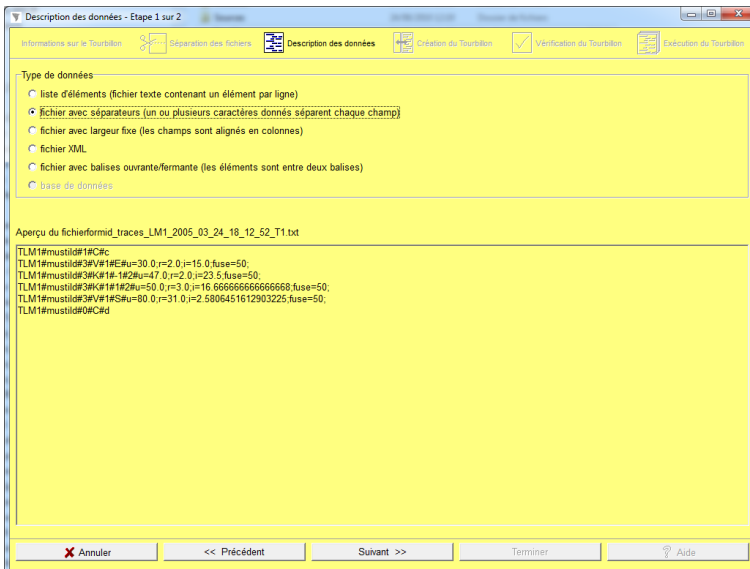 Description des données - Etape 1 sur 2
Informations sur le Tourbillon
Séparation des fichiers
Description des données
Création du Tourbillon
Vérification du Tourbillon
Exécution du Tourbillon
Type de données
liste d'éléments (fichier texte contenant un élément par ligne)
fichier avec séparateurs (un ou plusieurs caractères donnés séparent chaque champ)
fichier avec largeur fixe (les champs sont alignés en colonnes)
fichier XML
fichier avec balises ouvrante/fermante (les éléments sont entre deux balises)
base de données
Aperçu du fichierformid_traces_LM1_2005_03_24_18_12_52_T1.txt
TLM1#mustild#1#C#c
TLM1#mustild#3#V#1#E#u=30.0;r=2.0;i=15.0;fuse=50;
TLM1#mustild#3#K#1#-1#2#u=47.0;r=2.0;i=23.5;fuse=50;
TLM1#mustild#3#K#1#1#2#u=50.0;r=3.0;i=16.666666666666668;fuse=50;
TLM1#mustild#3#V#1#S#u=80.0;r=31.0;i=2.5806451612903225;fuse=50;
TLM1#mustild#0#C#d
Annuler
<< Précédent
Suivant >>
Terminer
Aide